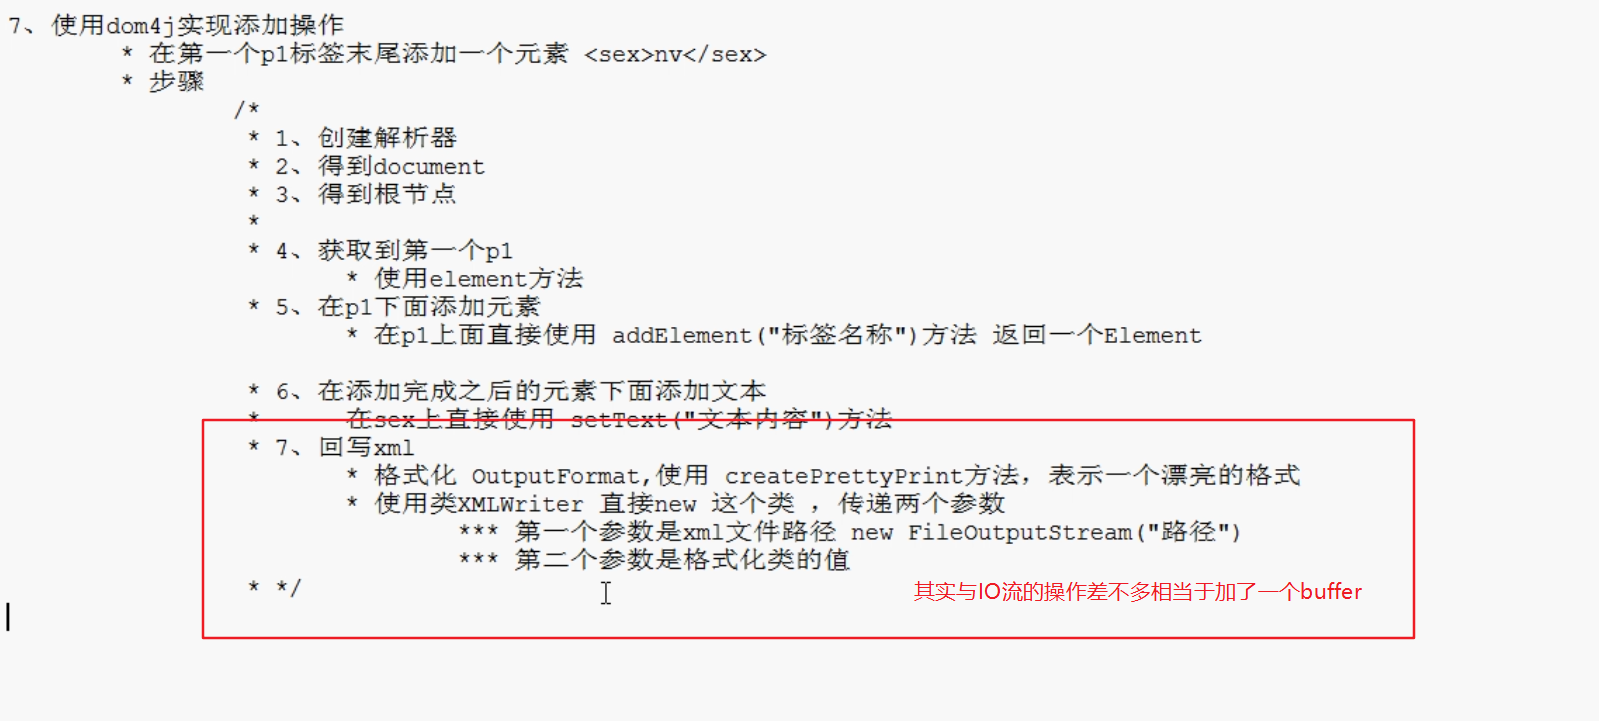 7、使用dom4j实现添加操作
* 在第一个p1标签末尾添加一个元素 <sex>nv</sex>
* 步骤
/*
* 1、创建解析器
* 2、得到document
* 3、得到根节点
*
* 4、获取到第一个p1
* 使用element方法
* 5、在p1下面添加元素
* 在p1上面直接使用 addElement("标签名称")方法 返回一个Element
* 6、在添加完成之后的元素下面添加文本
* 在sex上直接使用 setText("文本内容")方法
* 7、回写xml
* 格式化 OutputFormat,使用 createPrettyPrint方法，表示一个漂亮的格式
* 使用类XMLWriter 直接new 这个类 ，传递两个参数
*** 第一个参数是xml文件路径 new FileOutputStream("路径")
*** 第二个参数是格式化类的值
* */
其实与IO流的操作差不多相当于加了一个buffer